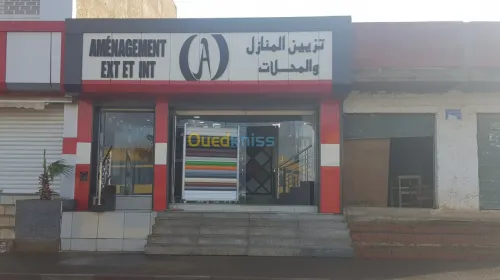 AMÉNAGEMENT
EXT ET INT
A
تزيين المنازل
والمحلات
Ouedkniss